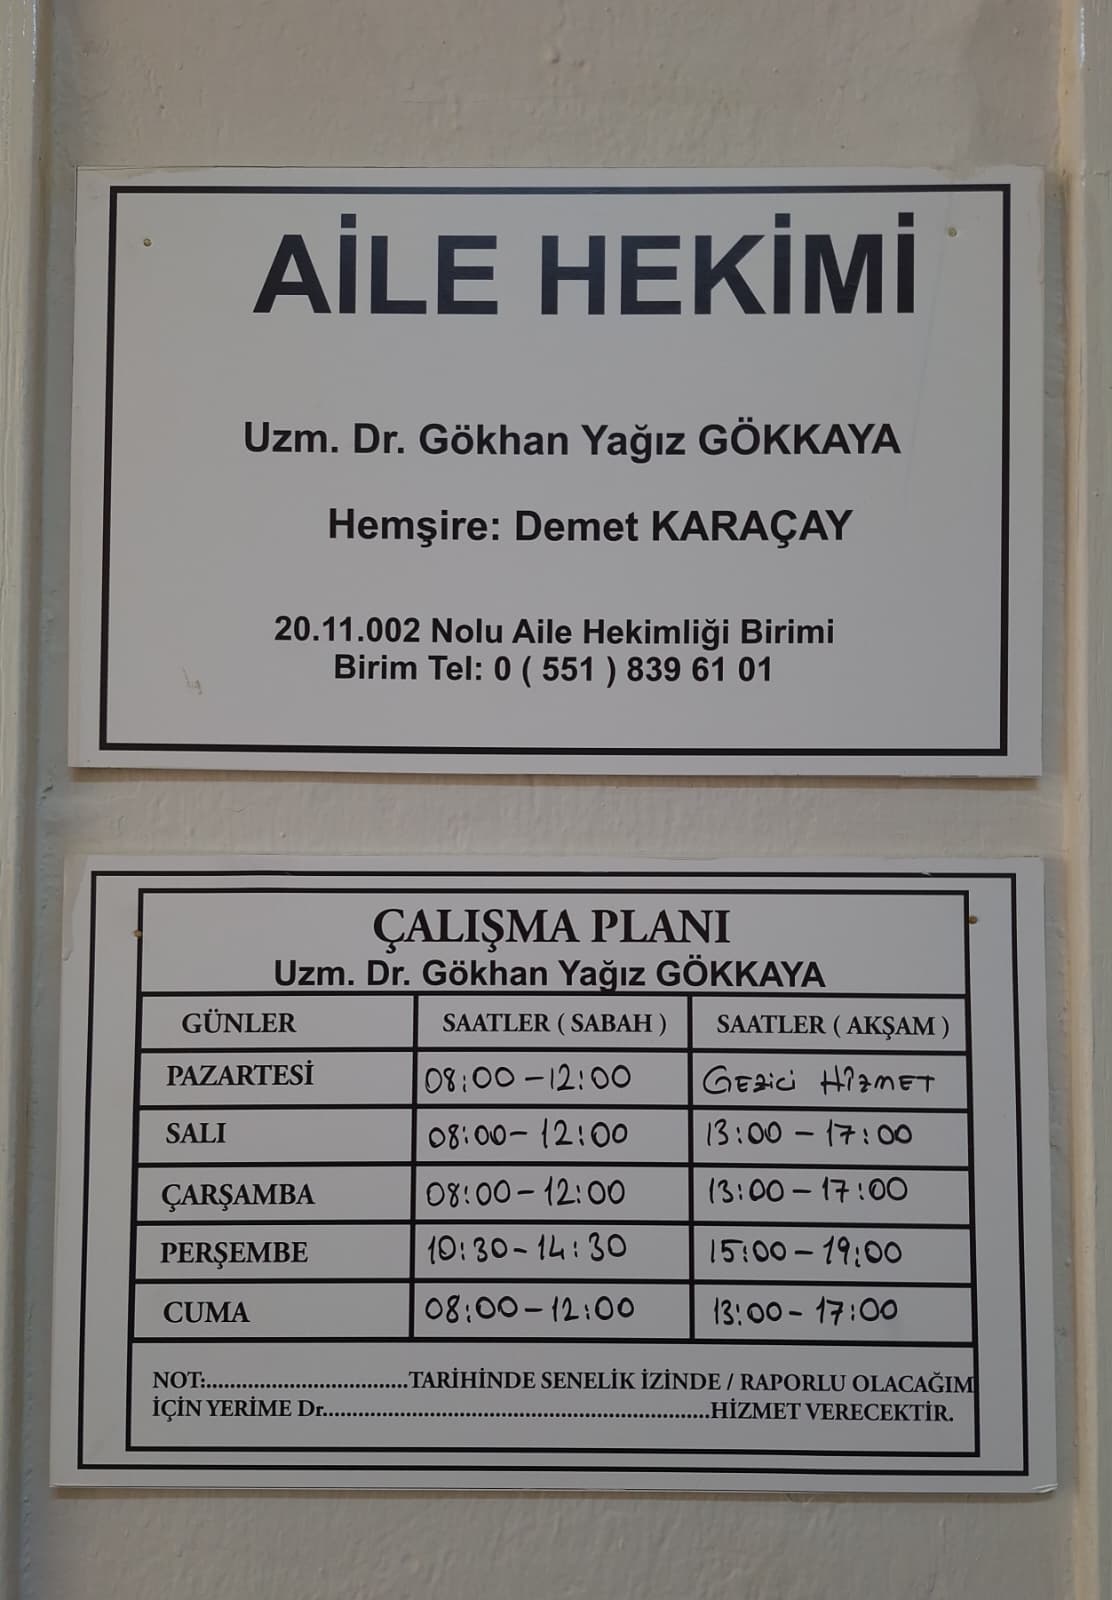 AİLE HEKİMİ
Uzm. Dr. Gökhan Yağız GÖKKAYA
Hemşire: Demet KARAÇAY
20.11.002 Nolu Aile Hekimliği Birimi
Birim Tel: 0 ( 551 ) 839 61 01
ÇALIŞMA PLANI
Uzm. Dr. Gökhan Yağız GÖKKAYA
GÜNLER SAATLER ( SABAH ) SAATLER ( AKŞAM )
PAZARTESİ 08:00 - 12:00 GEZİCİ HİZMET
SALI 08:00 - 12:00 13:00 - 17:00
ÇARŞAMBA 08:00 - 12:00 13:00 - 17:00
PERŞEMBE 10:30 - 14:30 15:00 - 19:00
CUMA 08:00 - 12:00 13:00 - 17:00
NOT:..................................TARİHİNDE SENELİK İZİNDE / RAPORLU OLACAĞIM
İÇİN YERİME Dr.................................................................HİZMET VERECEKTİR.